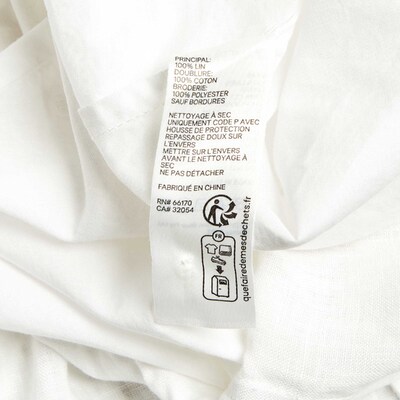 PRINCIPAL:
100% LIN
DOUBLURE:
100% COTON
BRODERIE:
100% POLYESTER
SAUF BORDURES
NETTOYAGE À SEC
UNIQUEMENT CODE P AVEC
HOUSSE DE PROTECTION
REPASSAGE DOUX SUR
L'ENVERS
METTRE SUR L'ENVERS
AVANT LE NETTOYAGE À
SEC
NE PAS DÉTACHER
FABRIQUÉ EN CHINE
RN# 66170
CA# 32054
FR
quefairedemesdechets.fr